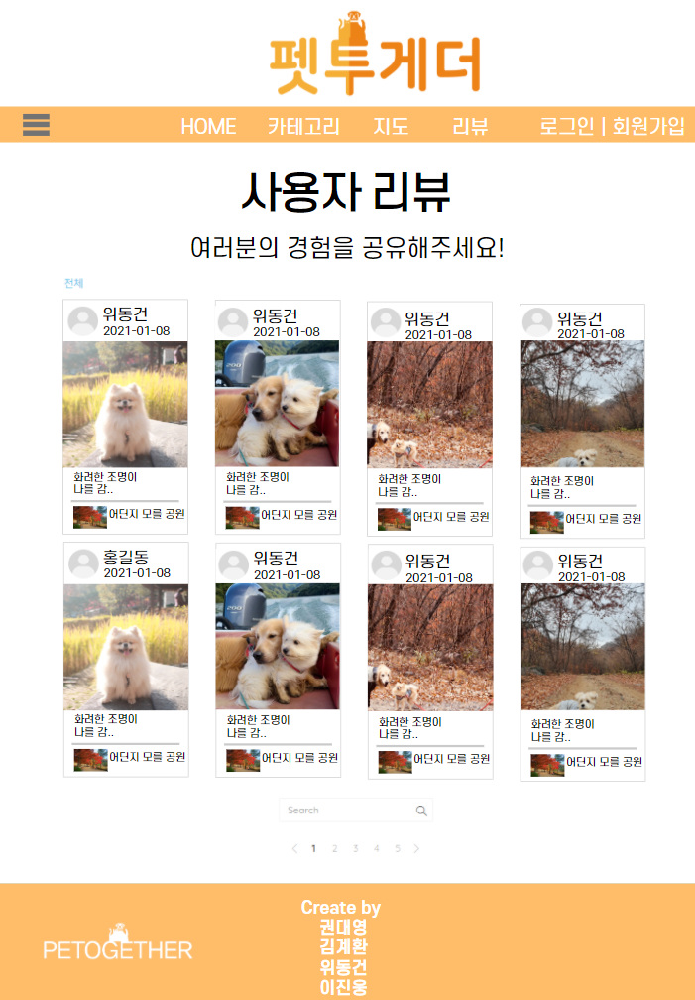 펫투게더
HOME 카테고리 지도 리뷰 로그인 | 회원가입
사용자 리뷰
여러분의 경험을 공유해주세요!
전체
위동건
2021-01-08
화려한 조명이
나를 감..
어딘지 모를 공원
위동건
2021-01-08
200
화려한 조명이
나를 감..
어딘지 모를 공원
위동건
2021-01-08
화려한 조명이
나를 감..
어딘지 모를 공원
위동건
2021-01-08
화려한 조명이
나를 감..
어딘지 모를 공원
홍길동
2021-01-08
화려한 조명이
나를 감..
어딘지 모를 공원
위동건
2021-01-08
200
화려한 조명이
나를 감..
어딘지 모를 공원
위동건
2021-01-08
화려한 조명이
나를 감..
어딘지 모를 공원
위동건
2021-01-08
화려한 조명이
나를 감..
어딘지 모를 공원
Search
1 2 3 4 5
PETOGETHER
Create by
권대영
김계환
위동건
이진웅